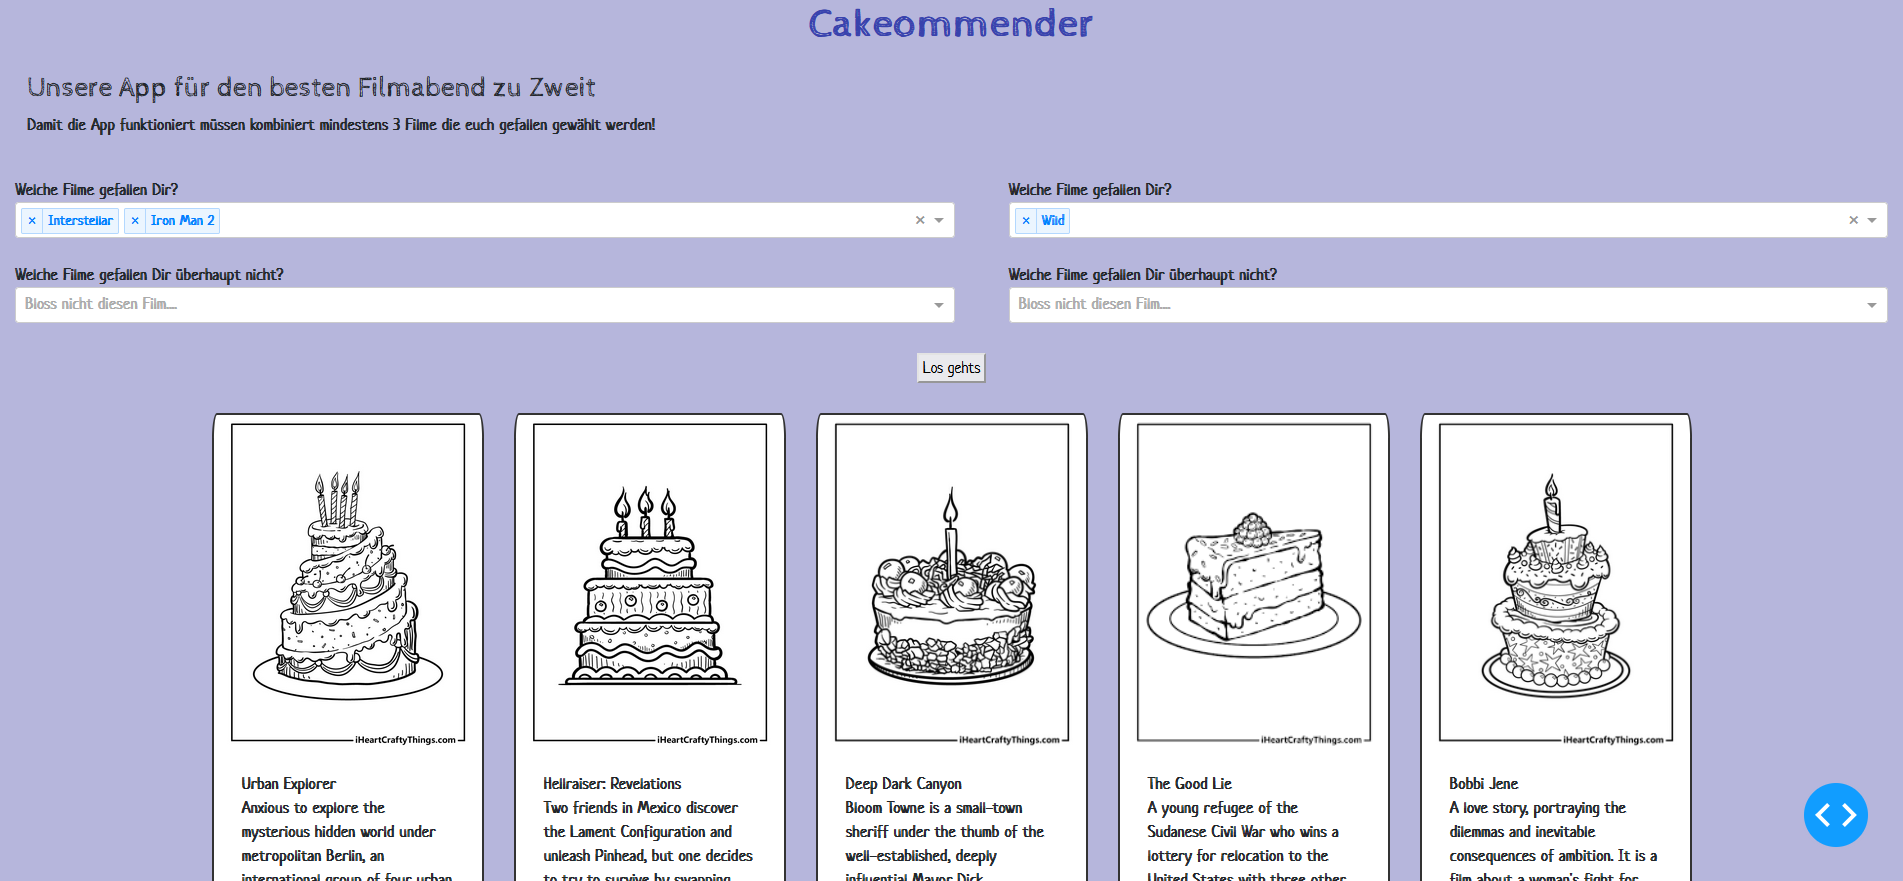 Cakeommender
Unsere App für den besten Filmabend zu Zweit
Damit die App funktioniert müssen kombiniert mindestens 3 Filme die euch gefallen gewählt werden!
Welche Filme gefallen Dir?
× Interstellar × Iron Man 2
Welche Filme gefallen Dir?
× Wild
Welche Filme gefallen Dir überhaupt nicht?
Bloss nicht diesen Film....
Welche Filme gefallen Dir überhaupt nicht?
Bloss nicht diesen Film....
Los gehts
iHeartCraftyThings.com
Urban Explorer
Anxious to explore the
mysterious hidden world under
metropolitan Berlin, an
international group of four urban
iHeartCraftyThings.com
Hellraiser: Revelations
Two friends in Mexico discover
the Lament Configuration and
unleash Pinhead, but one decides
to try to survive by swapping
iHeartCraftyThings.com
Deep Dark Canyon
Bloom Towne is a small-town
sheriff under the thumb of the
well-established, deeply
influential Mayor Dick
iHeartCraftyThings.com
The Good Lie
A young refugee of the
Sudanese Civil War who wins a
lottery for relocation to the
United States with three other
iHeartCraftyThings.com
Bobbi Jene
A love story, portraying the
dilemmas and inevitable
consequences of ambition. It is a
film about a woman's fight for